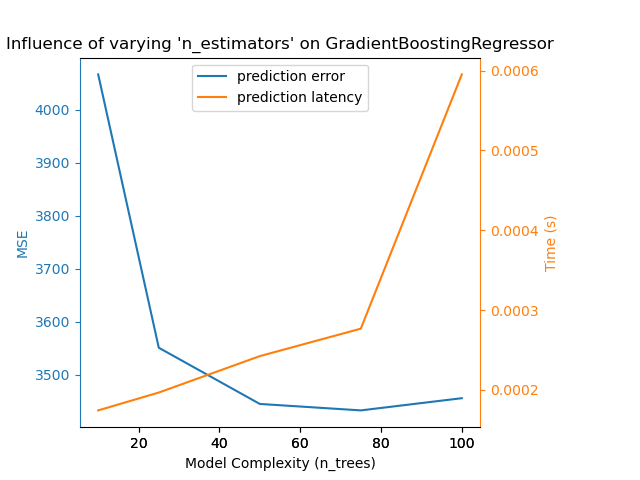 Influence of varying 'n_estimators' on GradientBoostingRegressor
prediction error
prediction latency
MSE
4000
3900
3800
3700
3600
3500
0.0006
0.0005
0.0004
0.0003
0.0002
Time (s)
20 40 60 80 100
Model Complexity (n_trees)